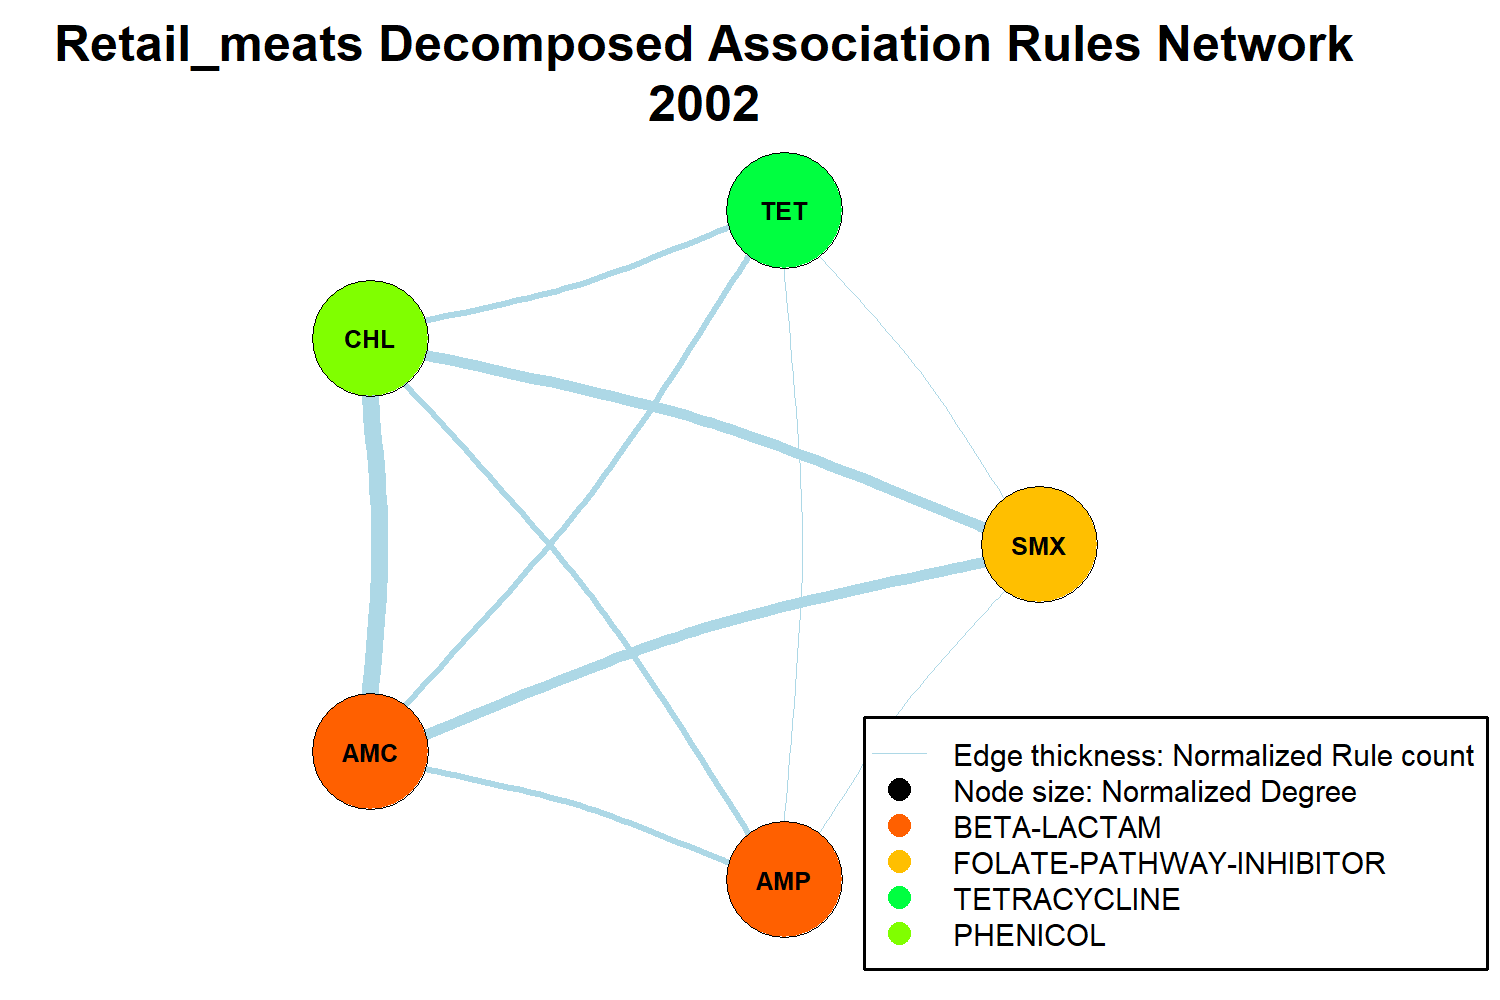 Retail_meats Decomposed Association Rules Network
2002
TET
CHL
SMX
AMC
AMP
Edge thickness: Normalized Rule count
Node size: Normalized Degree
BETA-LACTAM
FOLATE-PATHWAY-INHIBITOR
TETRACYCLINE
PHENICOL